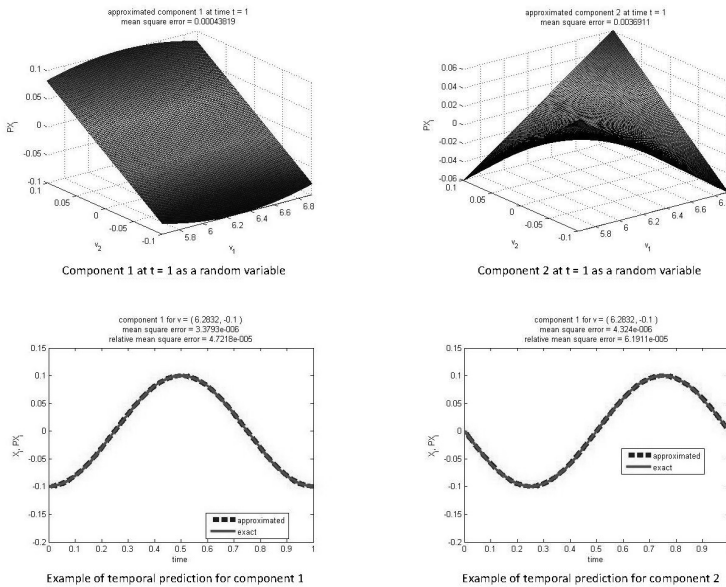 approximated component 1 at time t = 1
mean square error = 0.00043819
0.1
0.05
0
-0.05
-0.1
PX₁
0.1
0.05
0
-0.05
-0.1
v₂
5.8
6
6.2
6.4
6.6
6.8
v₁
Component 1 at t = 1 as a random variable
approximated component 2 at time t = 1
mean square error = 0.0036911
0.06
0.04
0.02
0
-0.02
-0.04
-0.06
0.1
0.05
0
-0.05
-0.1
v₂
5.8
6
6.2
6.4
6.6
6.8
v₁
Component 2 at t = 1 as a random variable
component 1 for v = ( 6.2832, -0.1 )
mean square error = 3.3793e-006
relative mean square error = 4.7218e-005
0.15
0.1
0.05
0
-0.05
-0.1
-0.15
-0.2
approximated
exact
0 0.1 0.2 0.3 0.4 0.5 0.6 0.7 0.8 0.9 1
time
Example of temporal prediction for component 1
component 1 for v = ( 6.2832, -0.1 )
mean square error = 4.324e-006
relative mean square error = 6.1911e-005
0.15
0.1
0.05
0
-0.05
-0.1
-0.15
-0.2
approximated
exact
0 0.1 0.2 0.3 0.4 0.5 0.6 0.7 0.8 0.9
time
Example of temporal prediction for component 2